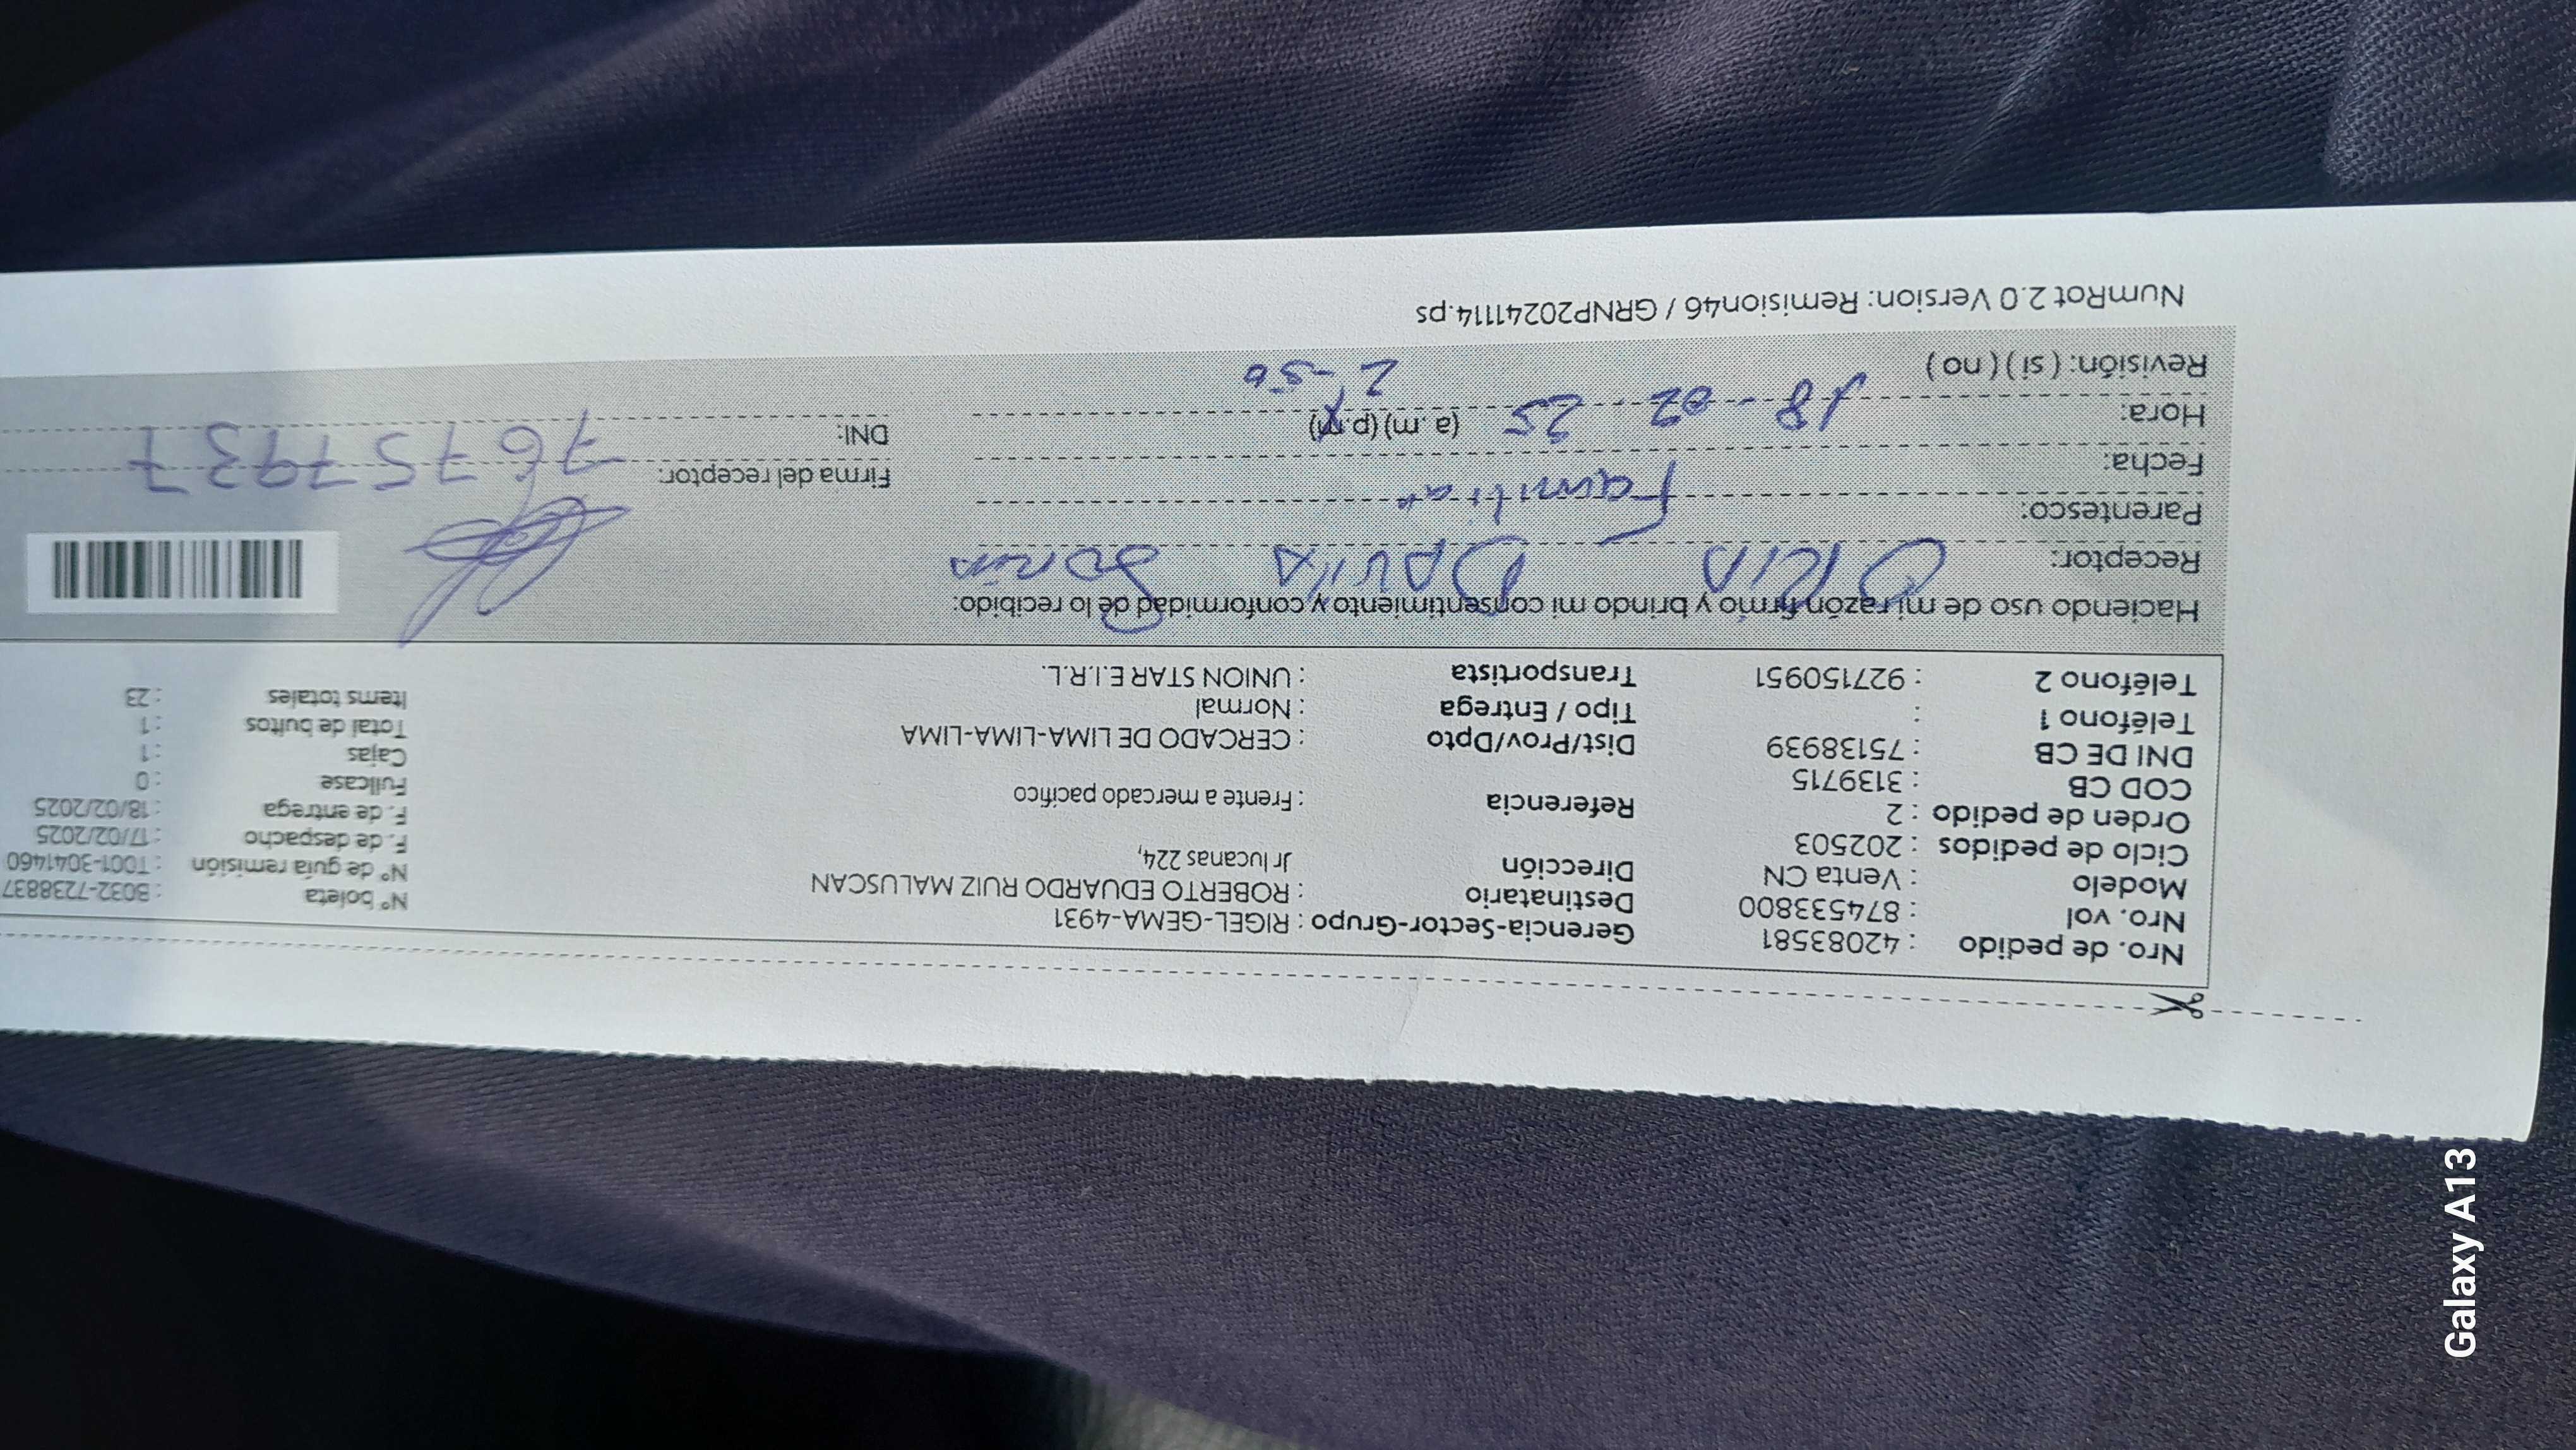 Nro. de pedido : 42083581 Gerencia-Sector-Grupo : RIGEL-GEMA-4931 N° boleta : B032-7238837
Nro. vol : 874533800 Destinatario : ROBERTO EDUARDO RUIZ MALUSCAN N° de guía remisión : T001-3041460
Modelo : Venta CN Dirección Jr lucanas 224, F. de despacho : 17/02/2025
Ciclo de pedidos : 202503 F. de entrega : 18/02/2025
Orden de pedido : 2 Referencia : Frente a mercado pacifico Fullcase : 0
COD CB : 3139715 Cajas : 1
DNI DE CB : 75138939 Dist/Prov/Dpto : CERCADO DE LIMA-LIMA-LIMA Total de bultos : 1
Teléfono 1 : Tipo / Entrega : Normal Items totales : 23
Teléfono 2 : 927150951 Transportista : UNION STAR E.I.R.L.
Haciendo uso de mi razón firmo y brindo mi consentimiento y conformidad de lo recibido:
Receptor: DAVILA
Parentesco: Familiar Firma del receptor:
Fecha: 18-02-25 DNI: 76757937
Hora: (a.m) (p.m) 2-50
Revisión: ( si ) ( no )
NumRot 2.0 Version: Remision46 / GRNP20241114.ps
Galaxy A13